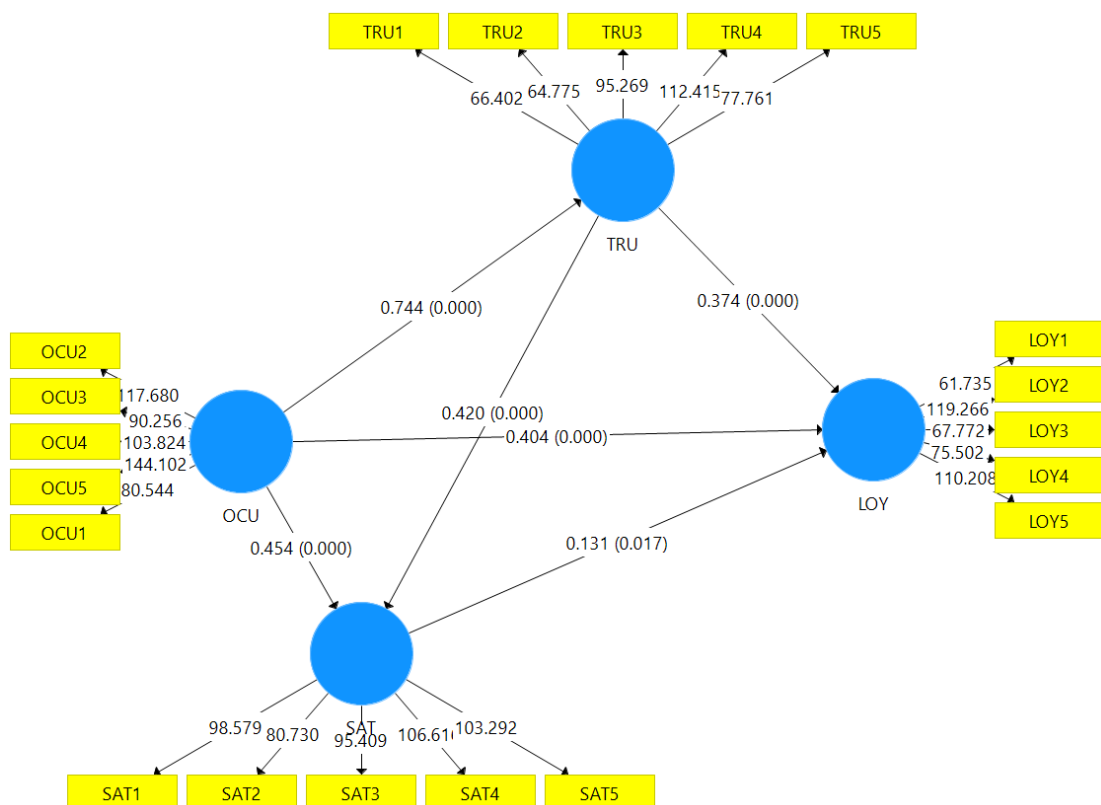 TRU1
TRU2
TRU3
TRU4
TRU5
66.402
64.775
95.269
112.415
77.761
TRU
0.744 (0.000)
0.374 (0.000)
OCU2
OCU3
OCU4
OCU5
OCU1
117.680
90.256
103.824
144.102
80.544
OCU
0.420 (0.000)
0.404 (0.000)
LOY1
LOY2
LOY3
LOY4
LOY5
61.735
119.266
67.772
75.502
110.208
LOY
0.454 (0.000)
0.131 (0.017)
SAT
98.579
80.730
95.409
103.292
SAT1
SAT2
SAT3
SAT4
SAT5